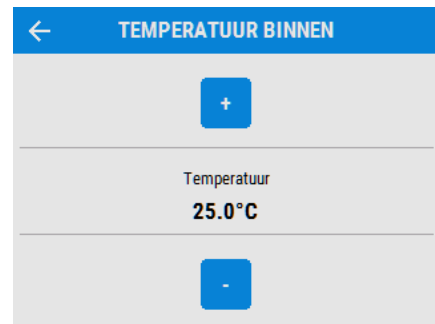 TEMPERATUUR BINNEN
+
Temperatuur
25.0°C
-